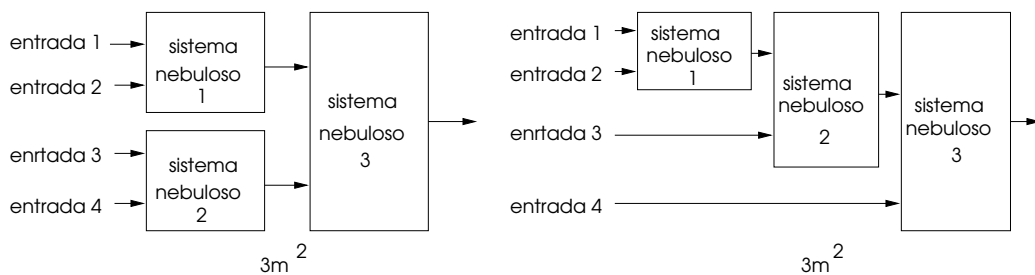 entrada 1
entrada 2
sistema
nebuloso
1
enrtada 3
entrada 4
sistema
nebuloso
2
sistema
nebuloso
3
3m 2
entrada 1
entrada 2
sistema
nebuloso
1
enrtada 3
sistema
nebuloso
2
entrada 4
sistema
nebuloso
3
3m 2